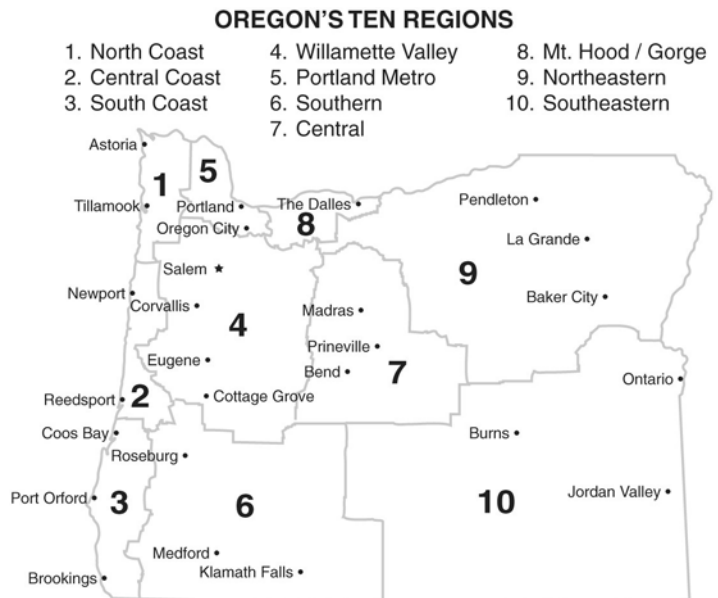 OREGON'S TEN REGIONS
1. North Coast
2. Central Coast
3. South Coast
4. Willamette Valley
5. Portland Metro
6. Southern
7. Central
8. Mt. Hood / Gorge
9. Northeastern
10. Southeastern
Astoria
5
1
Tillamook
Portland
The Dalles
Pendleton
Oregon City
8
La Grande
Salem
9
Newport
Corvallis
Baker City
Madras
4
Prineville
Eugene
Bend
7
Ontario
Reedsport
2
Cottage Grove
Coos Bay
Burns
Roseburg
Port Orford
3
6
10
Jordan Valley
Medford
Klamath Falls
Brookings